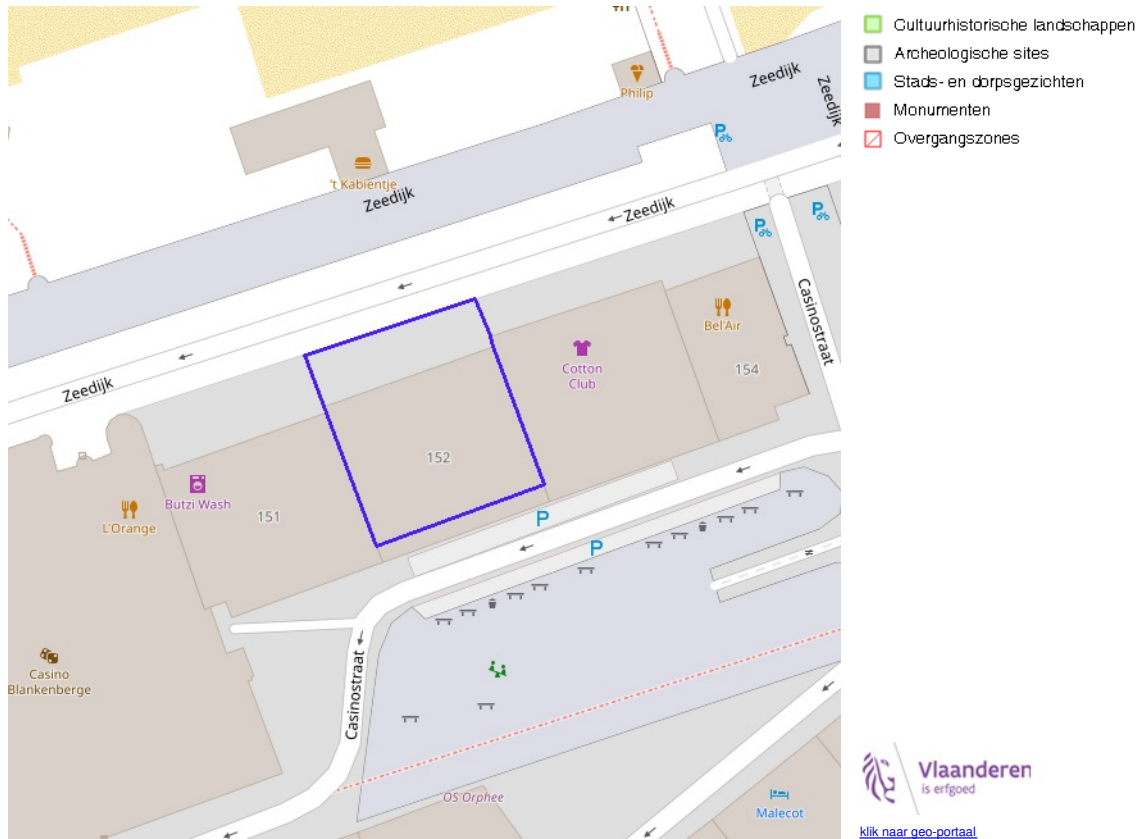 Cultuurhistorische landschappen
Archeologische sites
Stads- en dorpsgezichten
Monumenten
Overgangszones
Philip
Zeedijk
Zeedijk
P
't Kabientje
Zeedijk
Zeedijk
P
P
Casinostraat
Bel'Air
154
Cotton
Club
Zeedijk
152
Butzi Wash
151
L'Orange
P
P
Casino
Blankenberge
Casinostraat
OS Orphee
Malecot
Vlaanderen
is erfgoed
klik naar geo-portaal